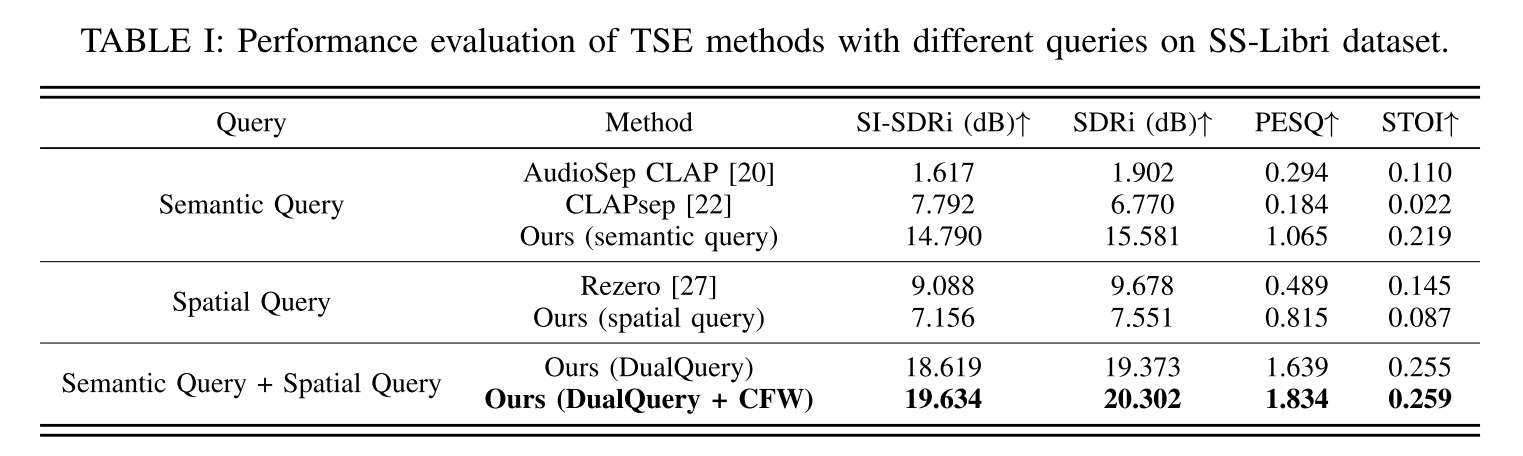 TABLE I: Performance evaluation of TSE methods with different queries on SS-Libri dataset.
Query Method SI-SDRi (dB)↑ SDRi (dB)↑ PESQ↑ STOI↑
Semantic Query
AudioSep CLAP [20] 1.617 1.902 0.294 0.110
CLAPsep [22] 7.792 6.770 0.184 0.022
Ours (semantic query) 14.790 15.581 1.065 0.219
Spatial Query
Rezero [27] 9.088 9.678 0.489 0.145
Ours (spatial query) 7.156 7.551 0.815 0.087
Semantic Query + Spatial Query
Ours (DualQuery) 18.619 19.373 1.639 0.255
Ours (DualQuery + CFW) 19.634 20.302 1.834 0.259